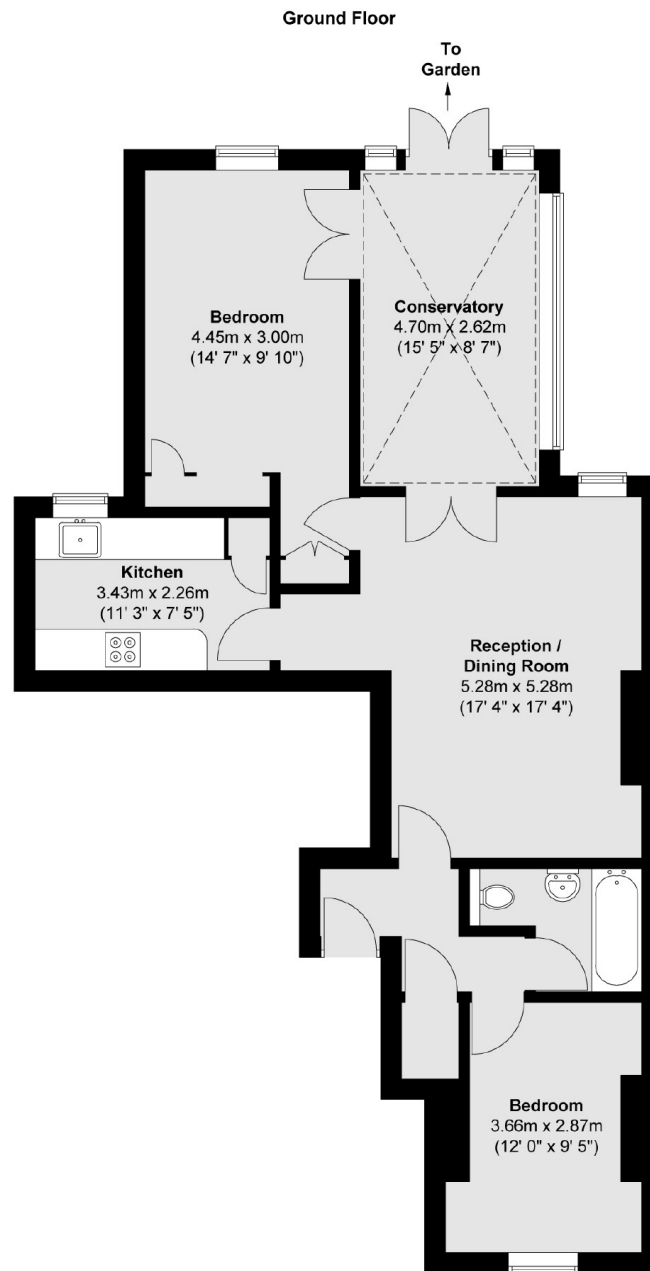 Ground Floor
To
Garden
Bedroom
4.45m x 3.00m
(14' 7" x 9' 10")
Conservatory
4.70m x 2.62m
(15' 5" x 8' 7")
Kitchen
3.43m x 2.26m
(11' 3" x 7' 5")
Reception /
Dining Room
5.28m x 5.28m
(17' 4" x 17' 4")
Bedroom
3.66m x 2.87m
(12' 0" x 9' 5")